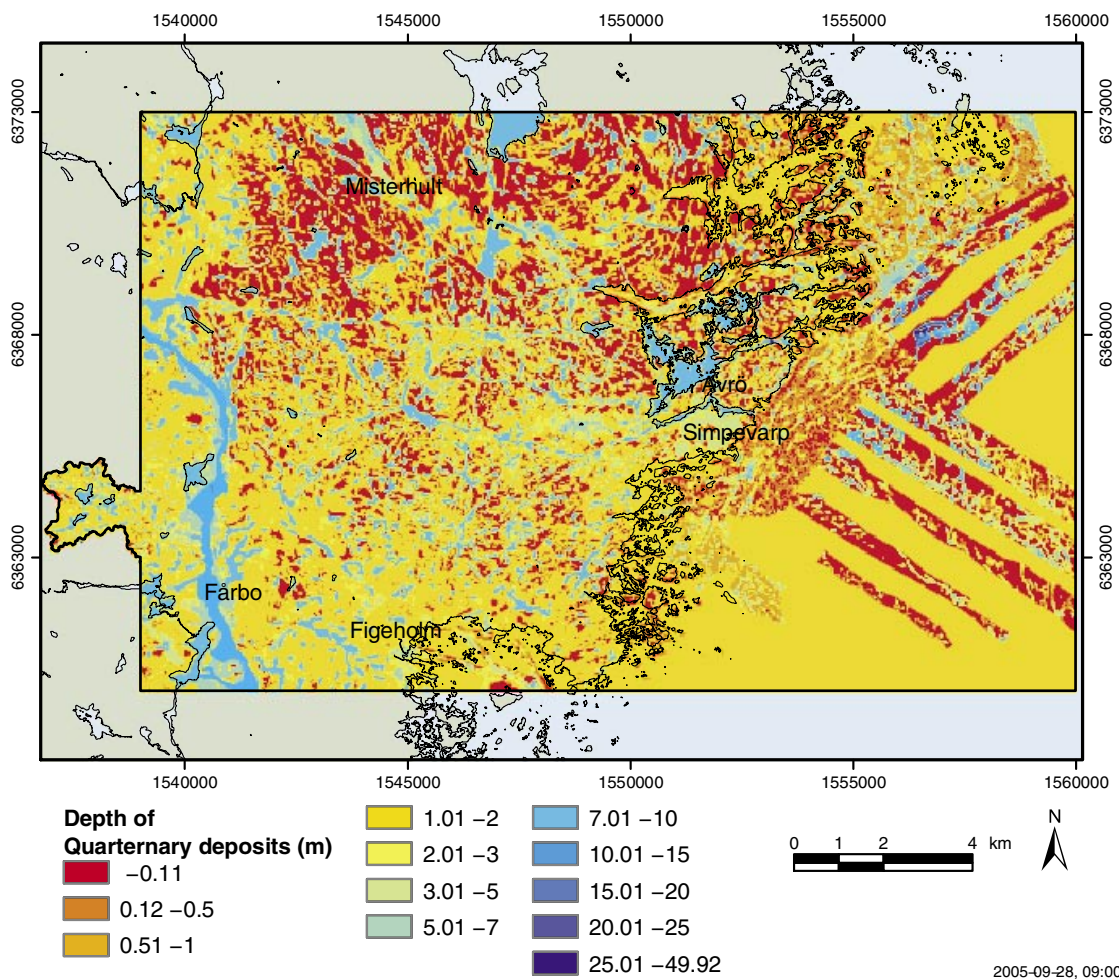 1540000 1545000 1550000 1555000 1560000
6373000 6373000
Misterhult
6368000 6368000
Ävrö
Simpevarp
6363000 6363000
Fårbo
Figeholm
1540000 1545000 1550000 1555000 1560000
Depth of
Quarternary deposits (m)
−0.11
0.12 −0.5
0.51 −1
1.01 −2
2.01 −3
3.01 −5
5.01 −7
7.01 −10
10.01 −15
15.01 −20
20.01 −25
25.01 −49.92
0 1 2 4 km
N
2005-09-28, 09:00